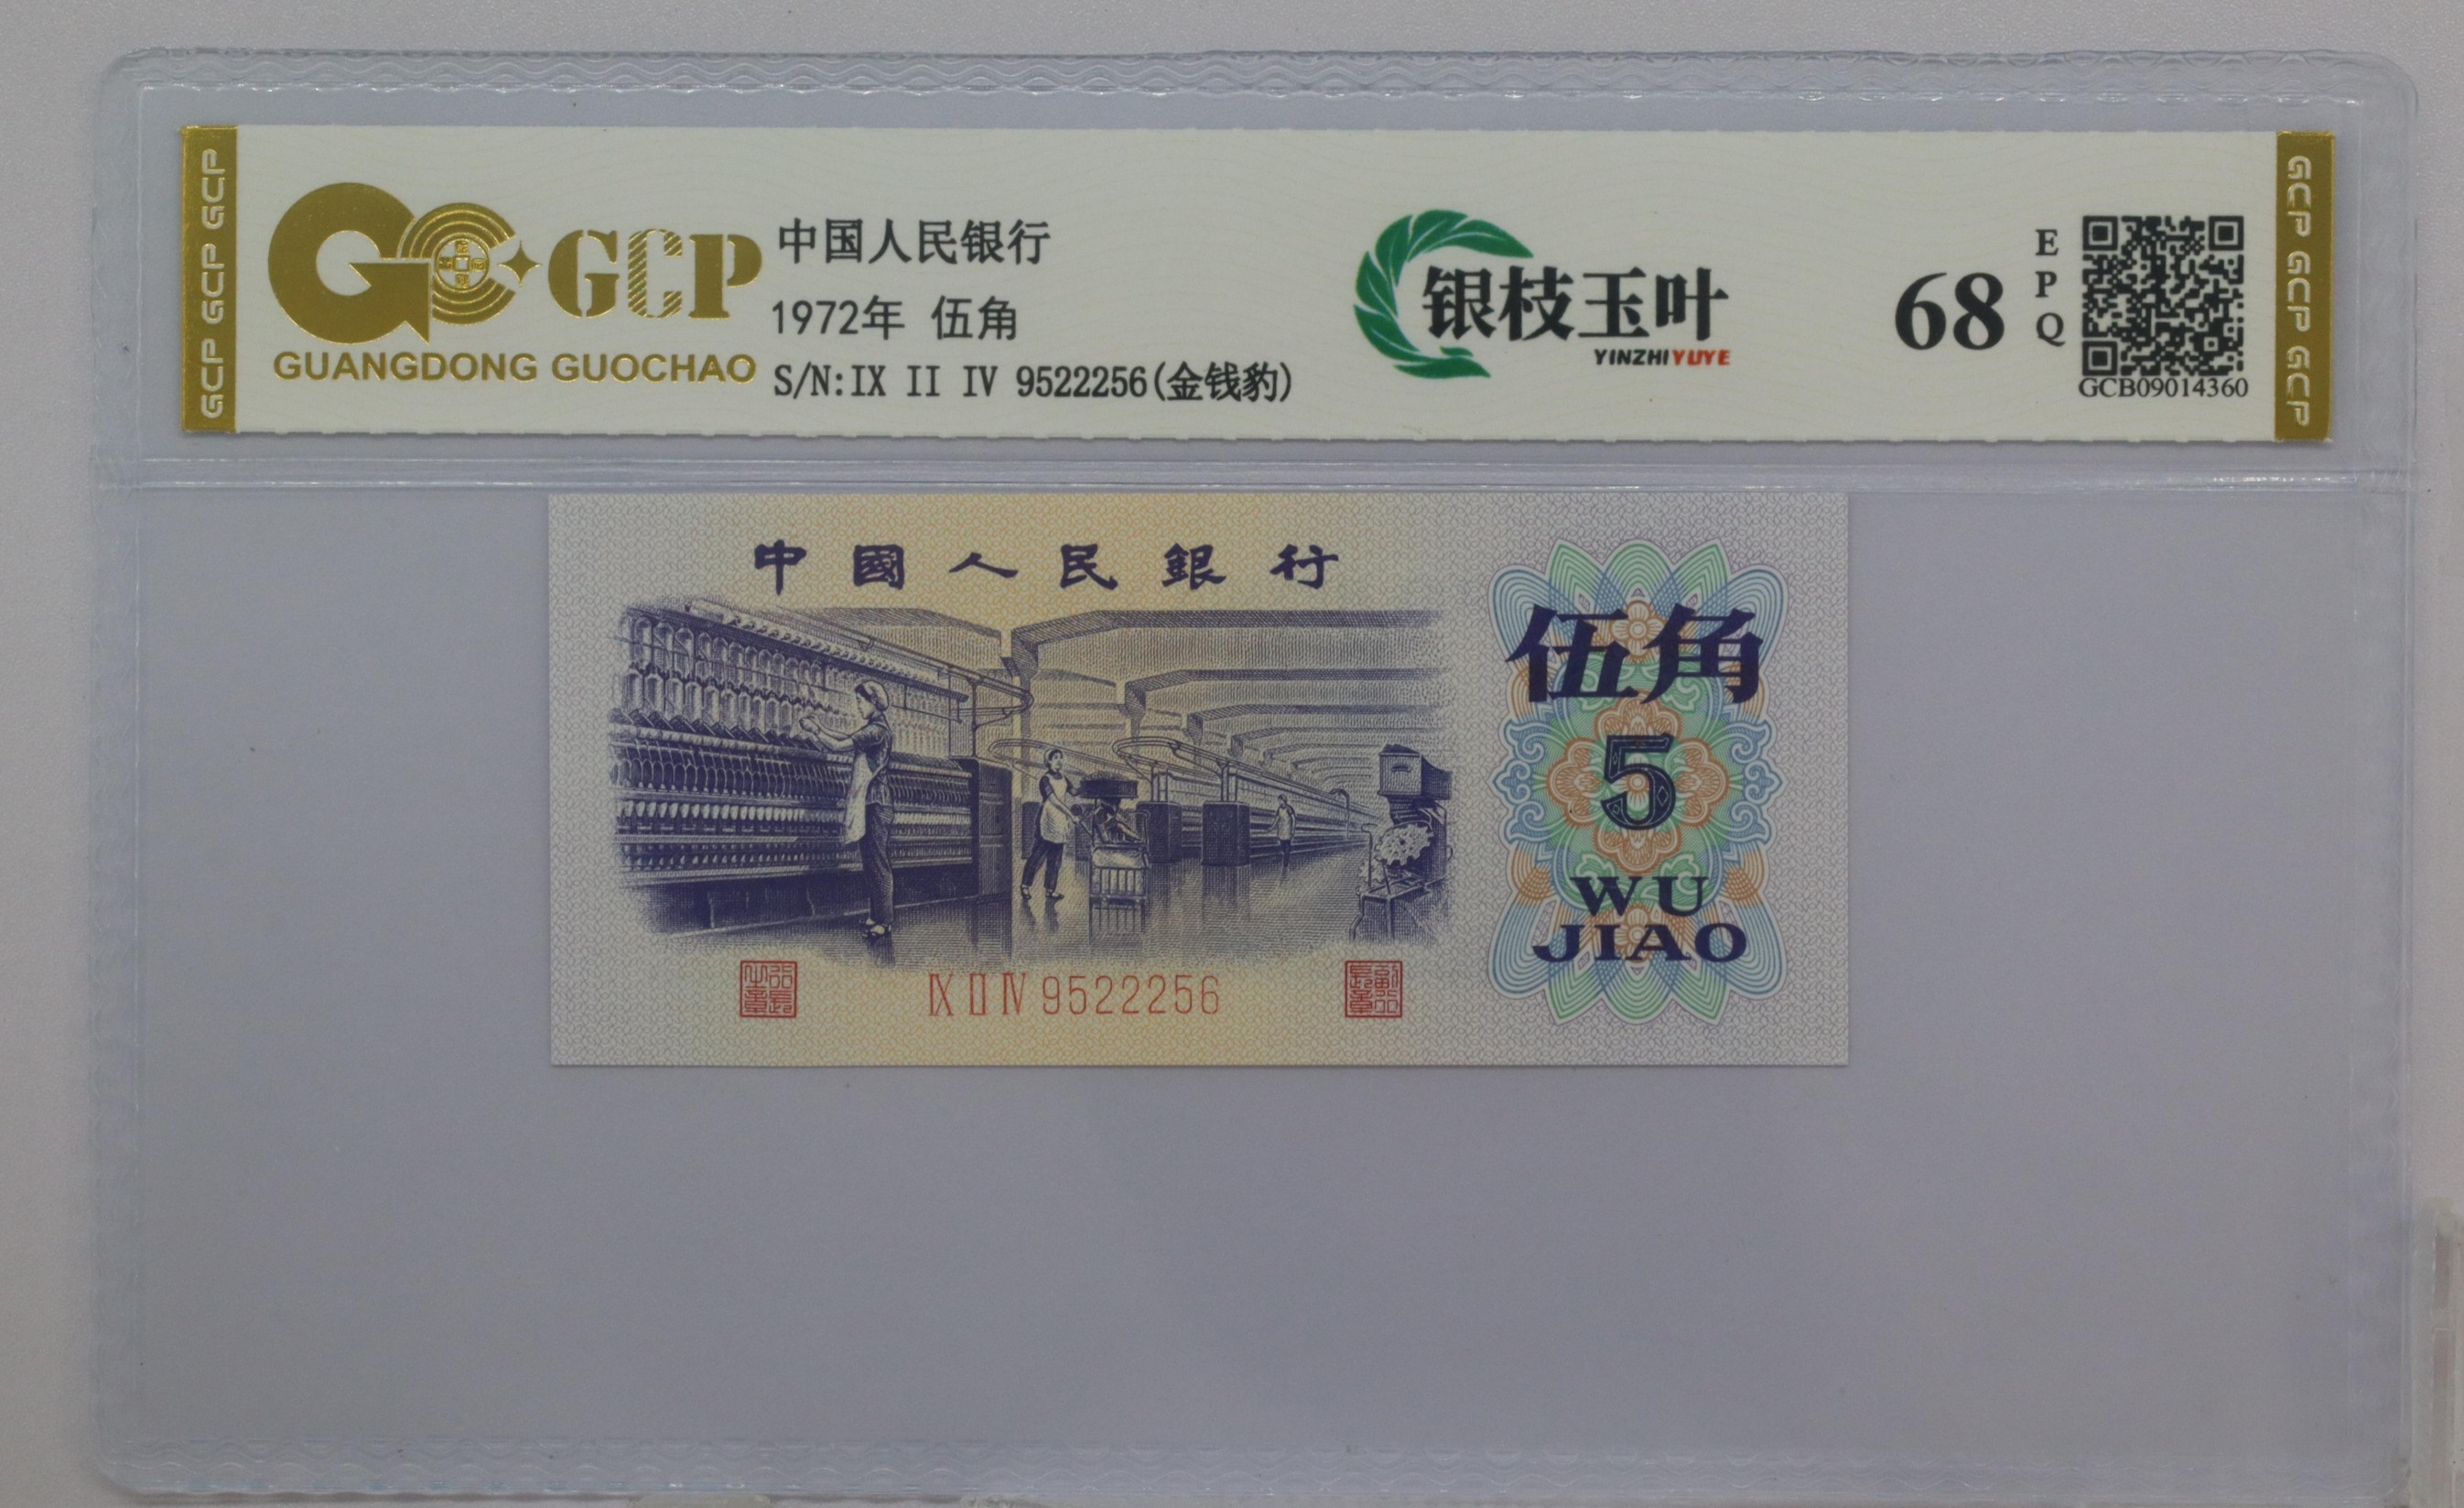 GCP GCP GCP
GCP
GUANGDONG GUOCHAO
中国人民银行
1972年 伍角
S/N:IX II IV 9522256(金钱豹)
银枝玉叶
YINZHIYUYE
68
EPQ
GCB09014360
GCP GCP GCP
中國人民銀行
伍角
5
WU
JIAO
IX II IV 9522256